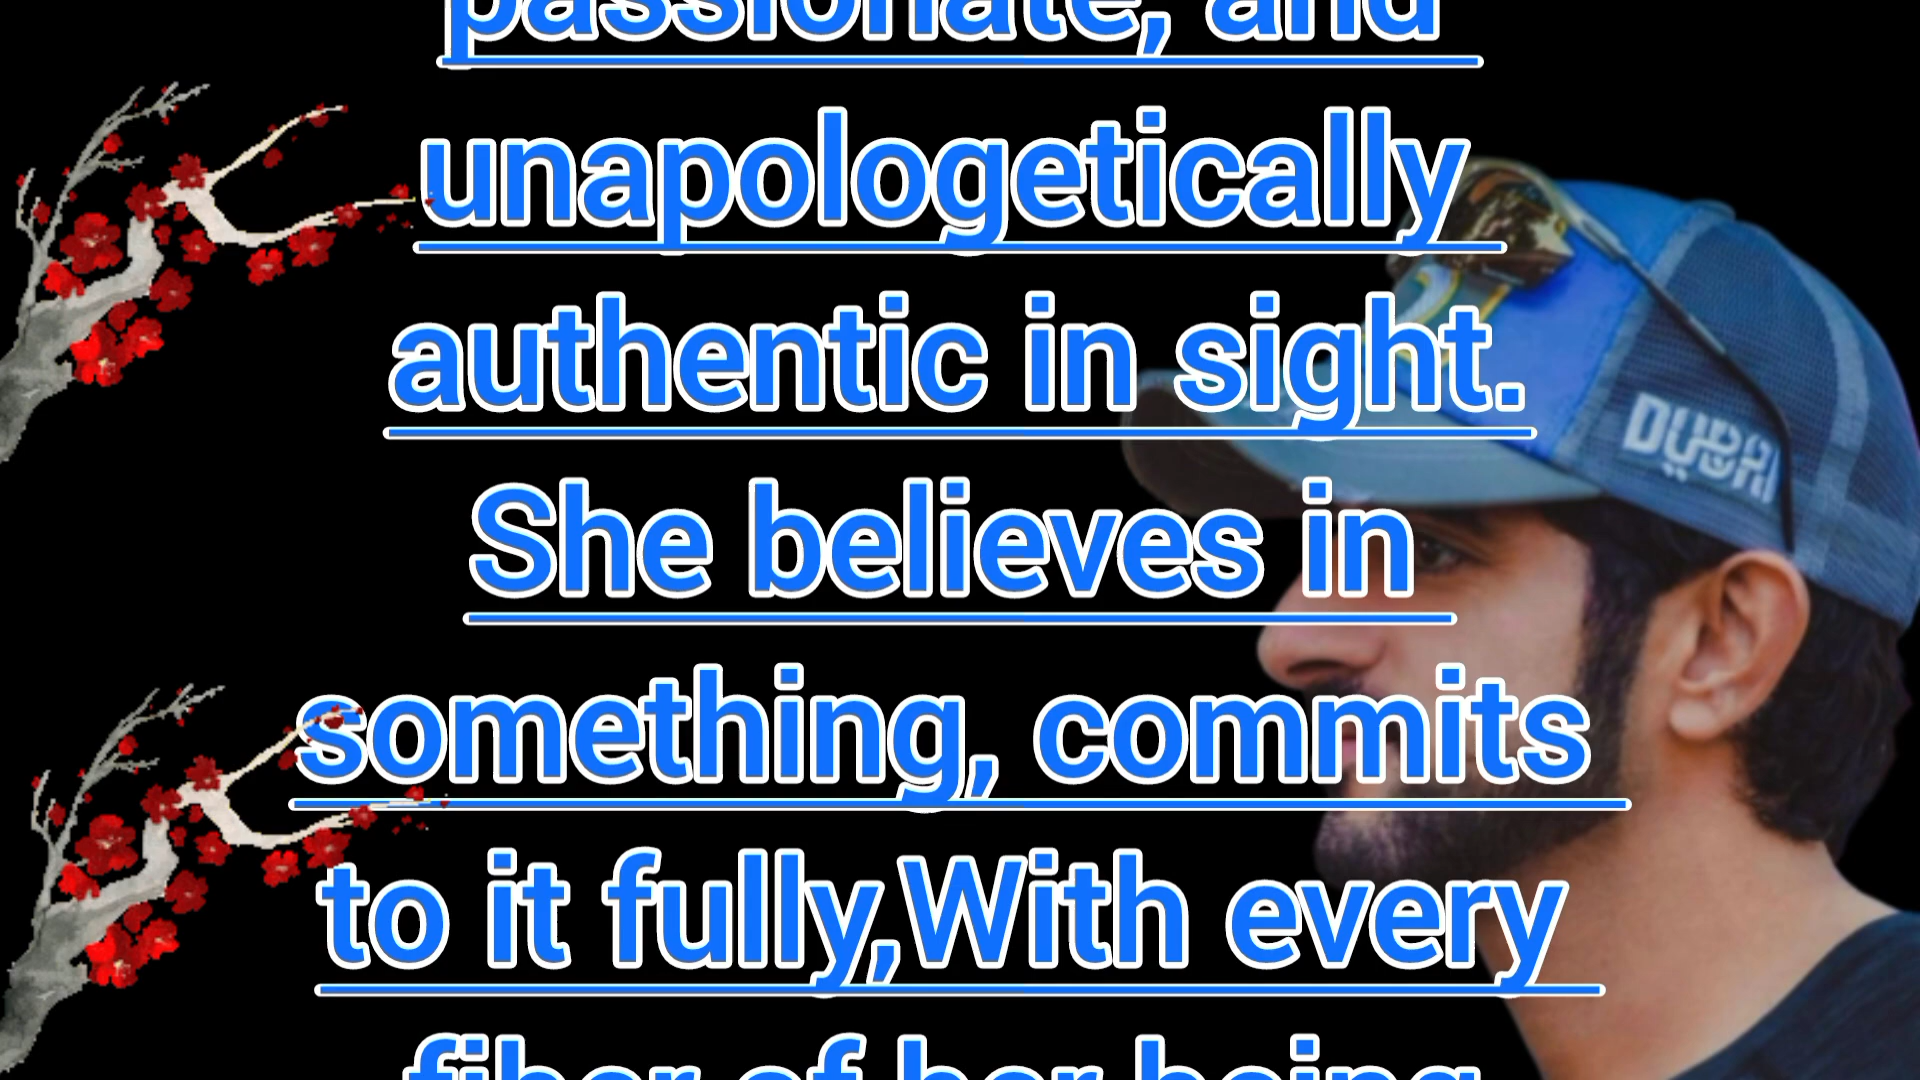 passionate, and
unapologetically
authentic in sight.
She believes in
something, commits
to it fully,With every
fiber of her being
DUBAI